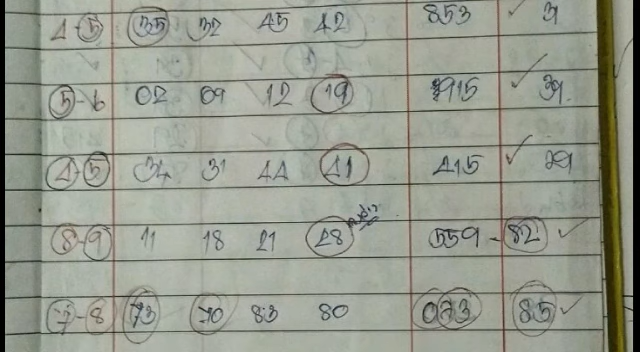 4-5 35 32 45 42 853 ✓ 31
5-6 02 09 12 19 915 ✓ 39
4-5 34 31 44 41 415 ✓ 29
8-9 11 18 21 28 559 - 82 ✓
7-8 73 70 83 80 073 85 ✓